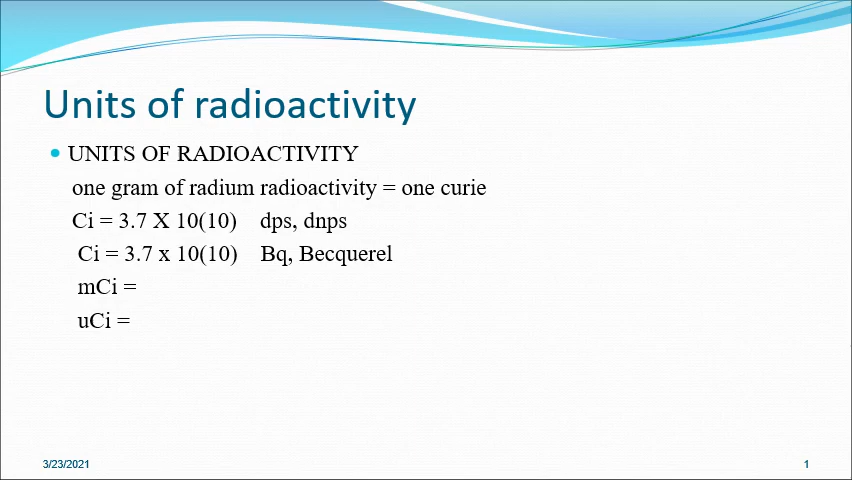 Units of radioactivity
UNITS OF RADIOACTIVITY
one gram of radium radioactivity = one curie
Ci = 3.7 X 10(10) dps, dnps
Ci = 3.7 x 10(10) Bq, Becquerel
mCi =
uCi =
3/23/2021
1